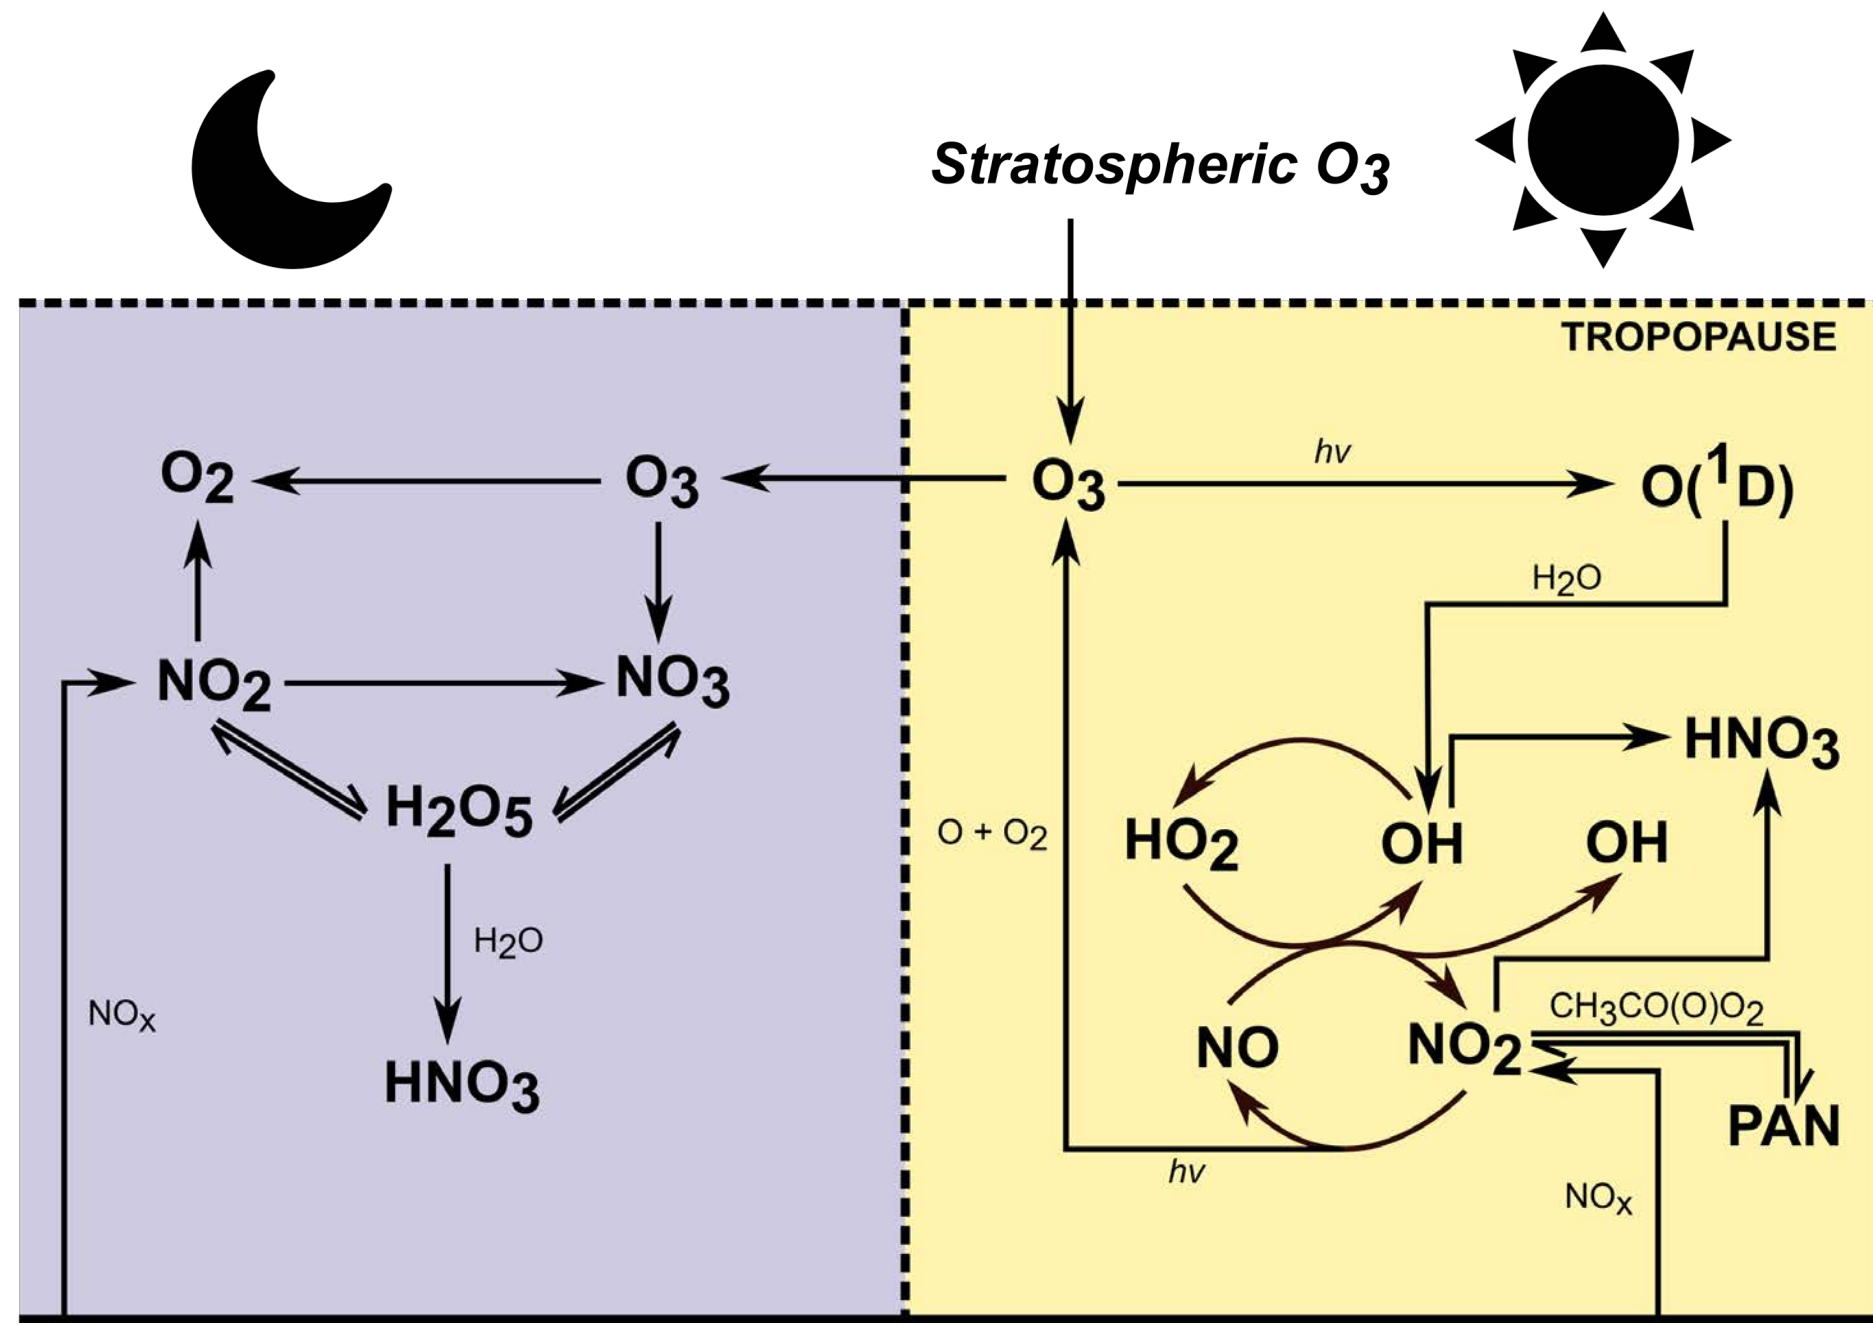 Stratospheric O3
TROPOPAUSE
O2
O3
NO2
NO3
H2O5
H2O
HNO3
NOx
O3
hv
O(1D)
H2O
HNO3
O + O2
HO2
OH
OH
CH3CO(O)O2
NO
NO2
PAN
hv
NOx